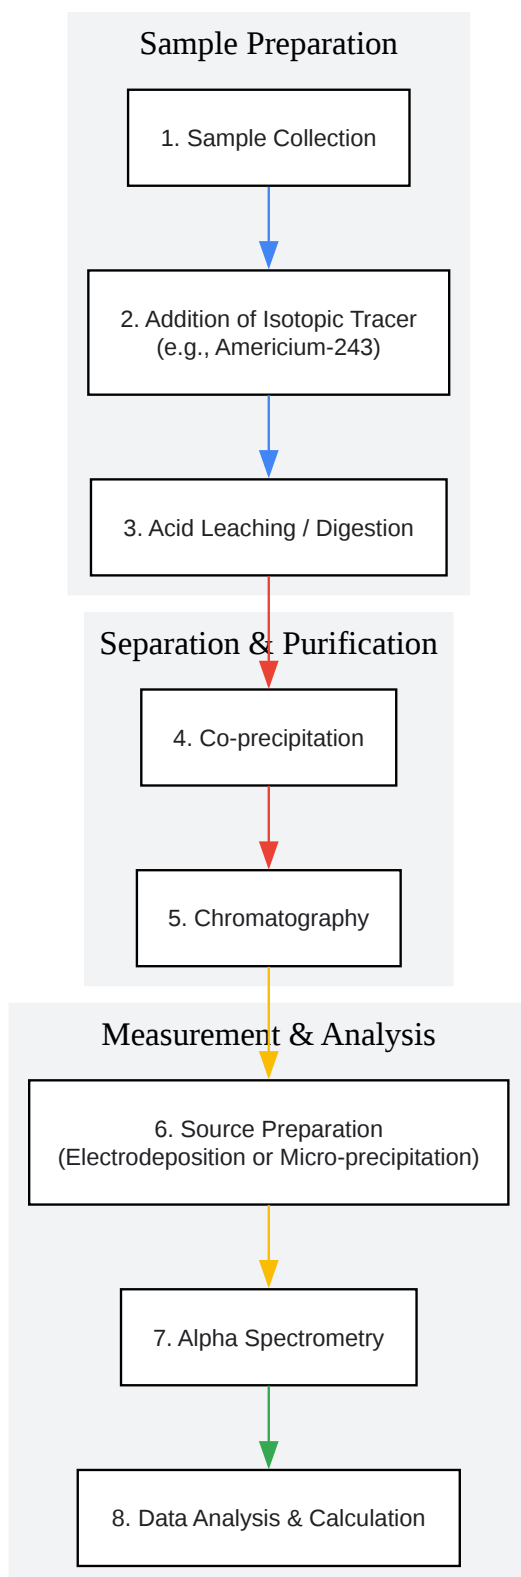 Sample Preparation
1. Sample Collection
2. Addition of Isotopic Tracer
(e.g., Americium-243)
3. Acid Leaching / Digestion
Separation & Purification
4. Co-precipitation
5. Chromatography
Measurement & Analysis
6. Source Preparation
(Electrodeposition or Micro-precipitation)
7. Alpha Spectrometry
8. Data Analysis & Calculation